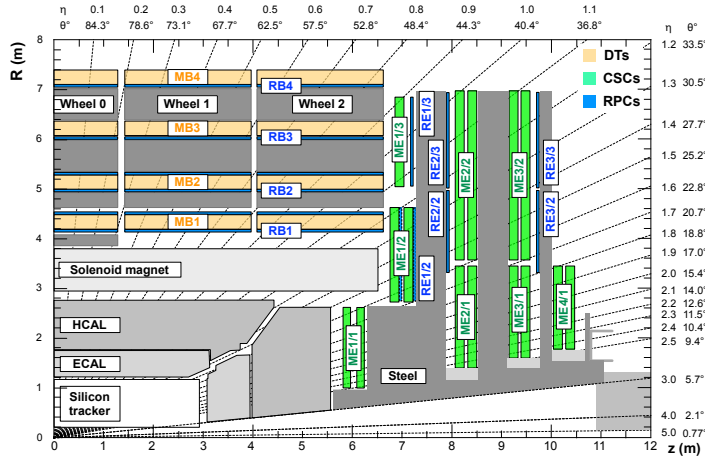 η 0.1 0.2 0.3 0.4 0.5 0.6 0.7 0.8 0.9 1.0 1.1
θ° 84.3° 78.6° 73.1° 67.7° 62.5° 57.5° 52.8° 48.4° 44.3° 40.4° 36.8° η θ°
R (m)
8
7
6
5
4
3
2
1
0
1.2 33.5°
1.3 30.5°
1.4 27.7°
1.5 25.2°
1.6 22.8°
1.7 20.7°
1.8 18.8°
1.9 17.0°
2.0 15.4°
2.1 14.0°
2.2 12.6°
2.3 11.5°
2.4 10.4°
2.5 9.4°
3.0 5.7°
4.0 2.1°
5.0 0.77°
DTs
CSCs
RPCs
MB4
RB4
Wheel 0
Wheel 1
Wheel 2
MB3
RB3
MB2
RB2
MB1
RB1
Solenoid magnet
HCAL
ECAL
Silicon
tracker
Steel
ME1/3
RE1/3
RE2/3
ME2/2
ME3/2
RE3/3
ME1/2
RE1/2
RE2/2
RE3/2
ME1/1
ME2/1
ME3/1
ME4/1
0 1 2 3 4 5 6 7 8 9 10 11 12
z (m)